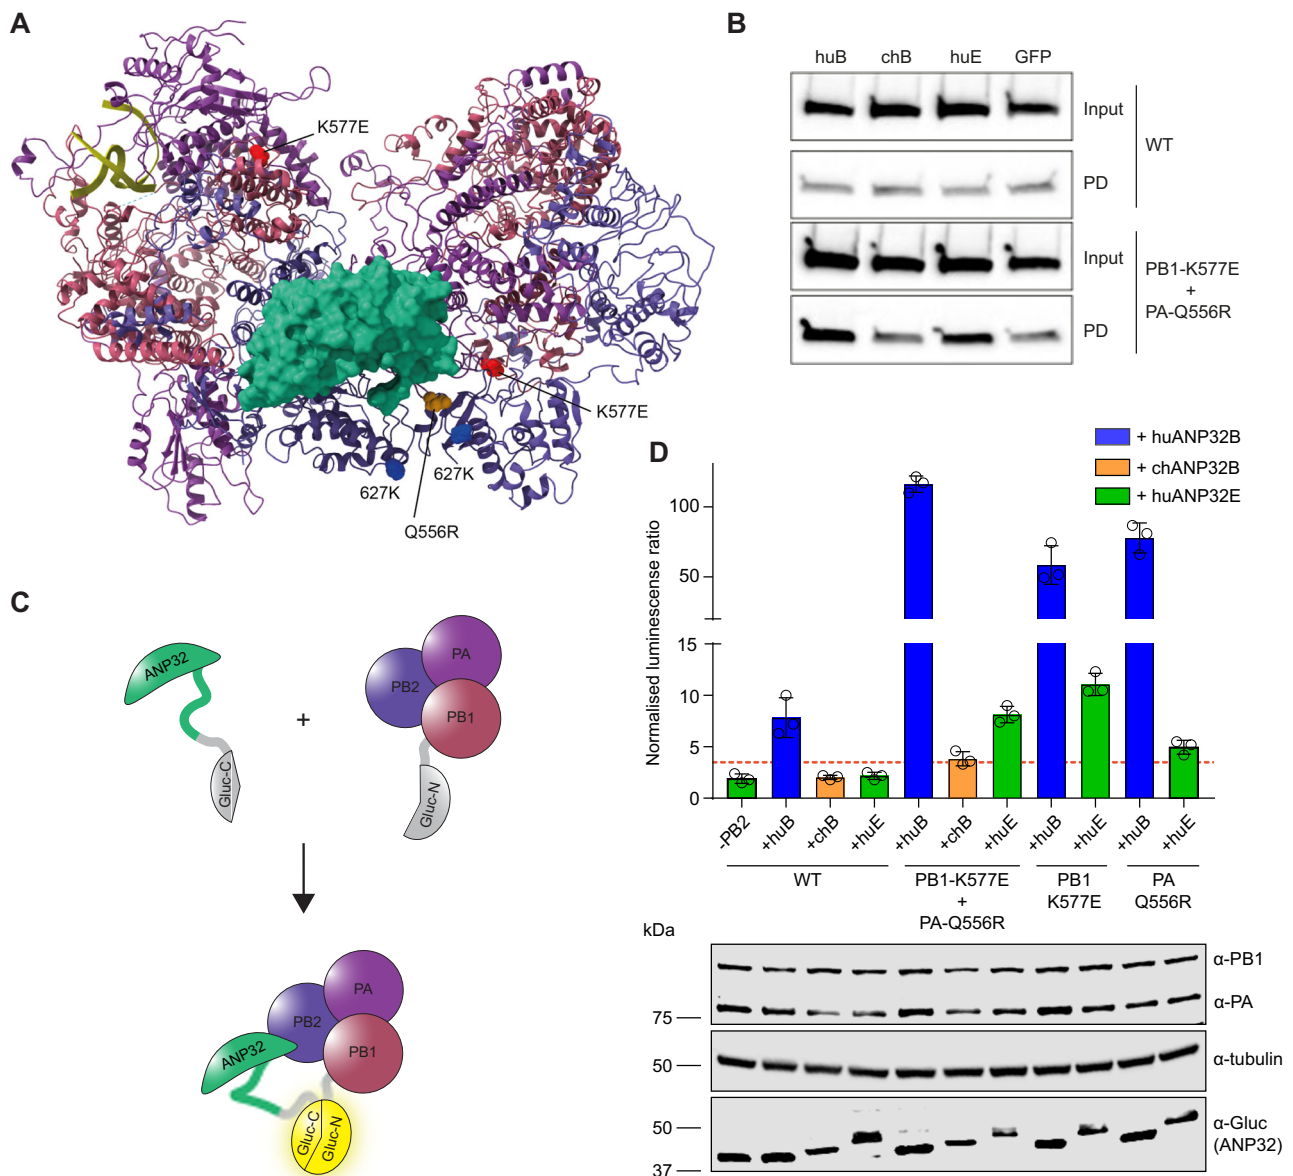 A
K577E
K577E
627K
627K
Q556R
B
huB chB huE GFP
Input
PD
WT
Input
PD
PB1-K577E
+
PA-Q556R
C
ANP32
Gluc-C
+
PA
PB2
PB1
Gluc-N
PA
PB2
PB1
ANP32
Gluc-C
Gluc-N
D
+ huANP32B
+ chANP32B
+ huANP32E
Normalised luminescense ratio
100
50
15
10
5
0
-PB2 +huB +chB +huE +huB +chB +huE +huB +huE +huB +huE
WT
PB1-K577E
+
PA-Q556R
PB1
K577E
PA
Q556R
kDa
75
50
50
37
α-PB1
α-PA
α-tubulin
α-Gluc
(ANP32)